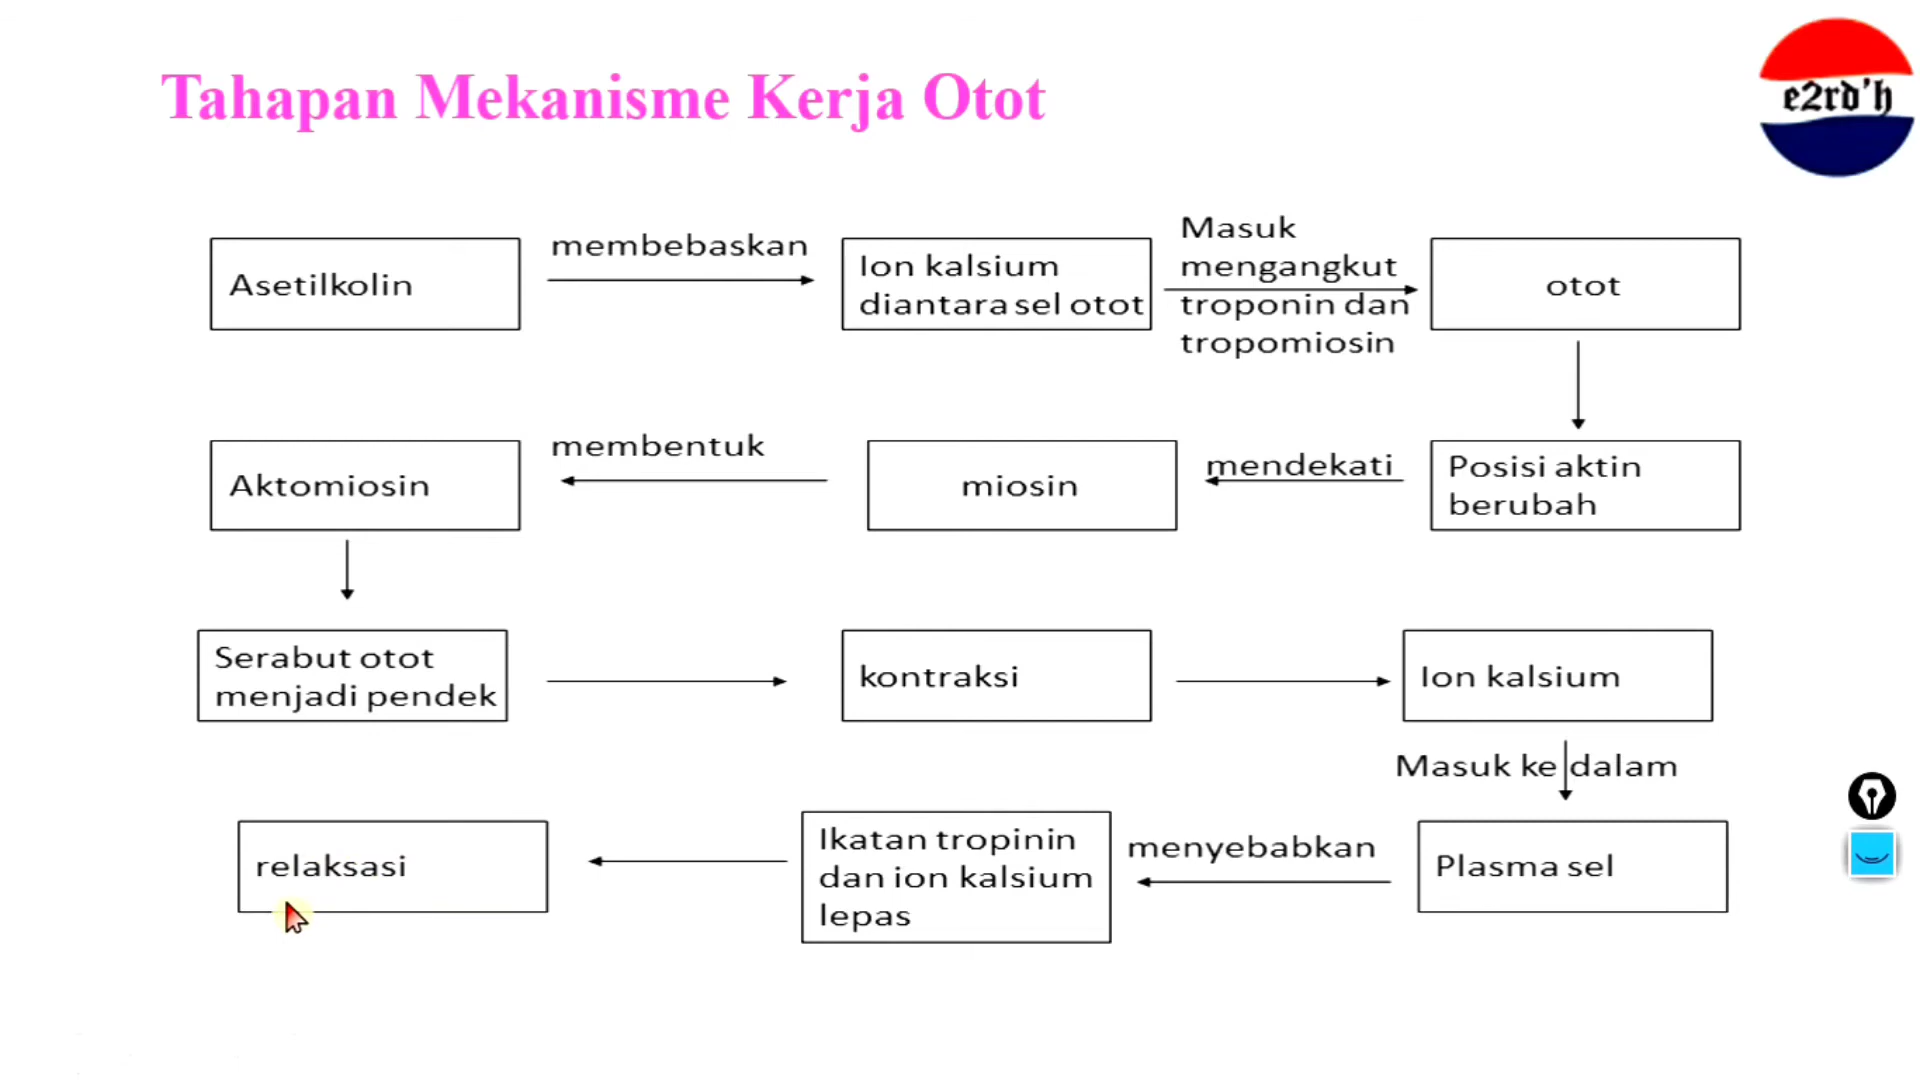 Tahapan Mekanisme Kerja Otot
e2rd'h
Asetilkolin
membebaskan
Ion kalsium
diantara sel otot
Masuk
mengangkut
troponin dan
tropomiosin
otot
Posisi aktin
berubah
mendekati
miosin
membentuk
Aktomiosin
Serabut otot
menjadi pendek
kontraksi
Ion kalsium
Masuk ke dalam
Plasma sel
menyebabkan
Ikatan tropinin
dan ion kalsium
lepas
relaksasi